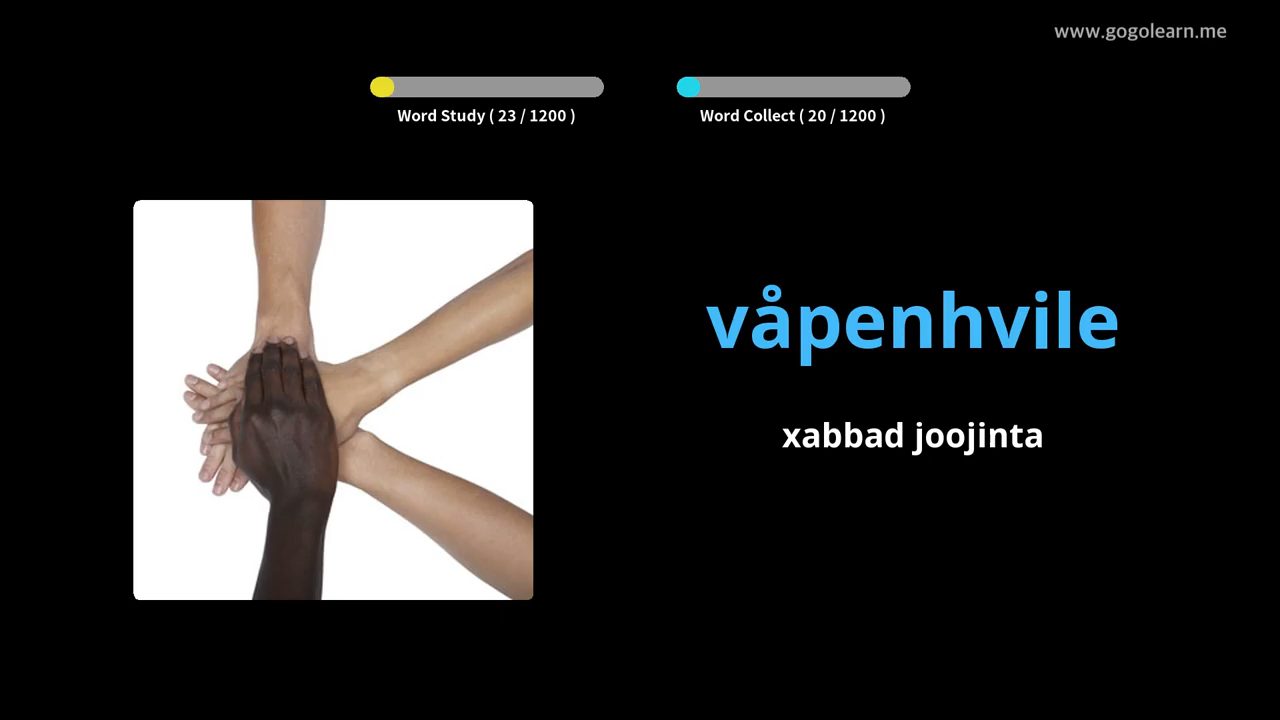 www.gogolearn.me
Word Study ( 23 / 1200 )
Word Collect ( 20 / 1200 )
våpenhvile
xabbad joojinta